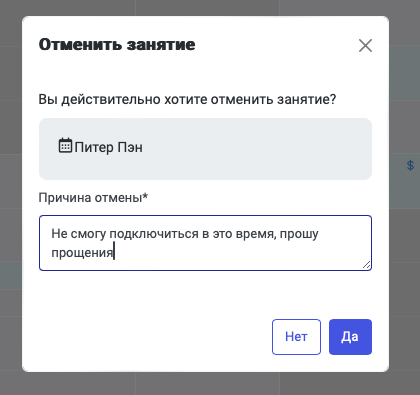 Отменить занятие
Вы действительно хотите отменить занятие?
Питер Пэн
$
Причина отмены*
Не смогу подключиться в это время, прошу
прощения
Нет
Да